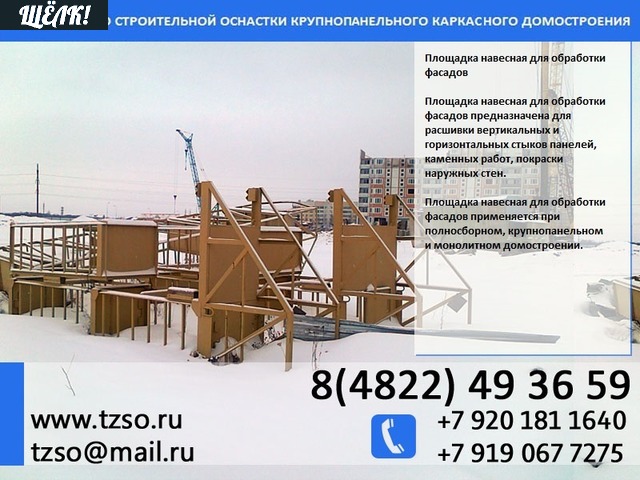 ЩЁЛК!
О СТРОИТЕЛЬНОЙ ОСНАСТКИ КРУПНОПАНЕЛЬНОГО КАРКАСНОГО ДОМОСТРОЕНИЯ
Площадка навесная для обработки
фасадов
Площадка навесная для обработки
фасадов предназначена для
расшивки вертикальных и
горизонтальных стыков панелей,
каменных работ, покраски
наружных стен.
Площадка навесная для обработки
фасадов применяется при
полносборном, крупнопанельном
и монолитном домостроении.
8(4822) 49 36 59
www.tzso.ru
+7 920 181 1640
tzso@mail.ru
+7 919 067 7275